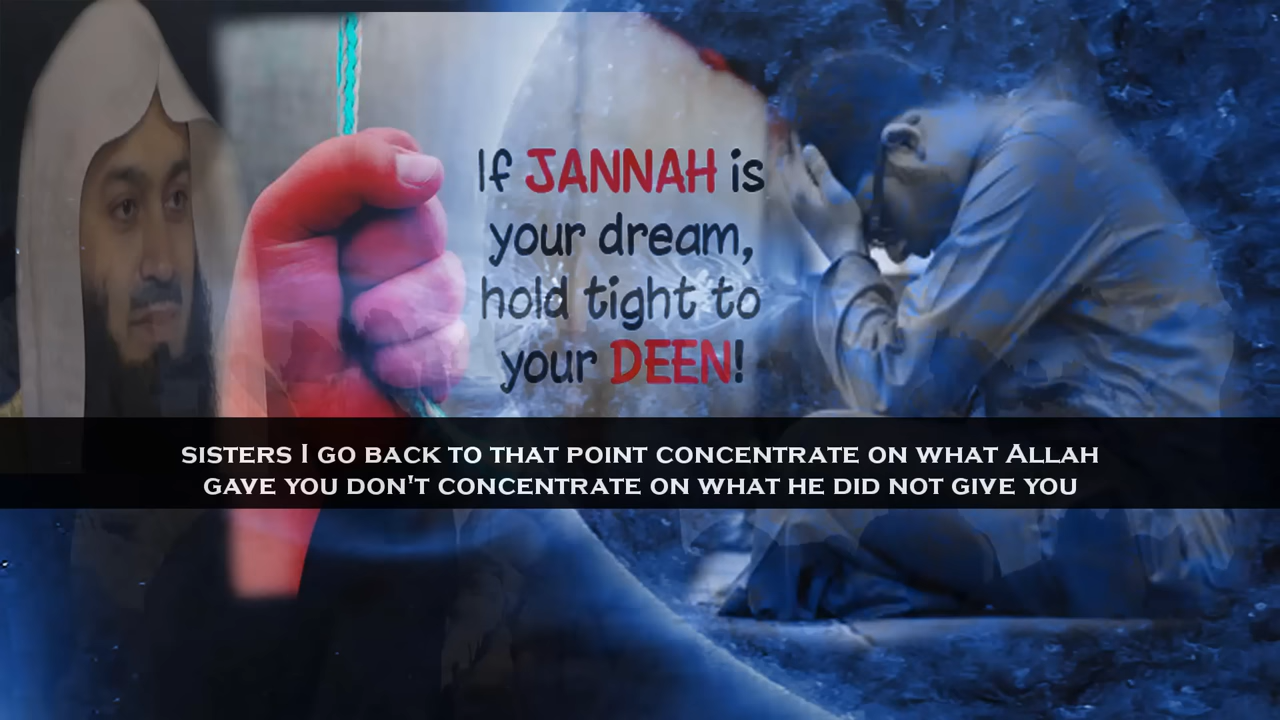 If JANNAH is
your dream,
hold tight to
your DEEN!
SISTERS I GO BACK TO THAT POINT CONCENTRATE ON WHAT ALLAH
GAVE YOU DON'T CONCENTRATE ON WHAT HE DID NOT GIVE YOU